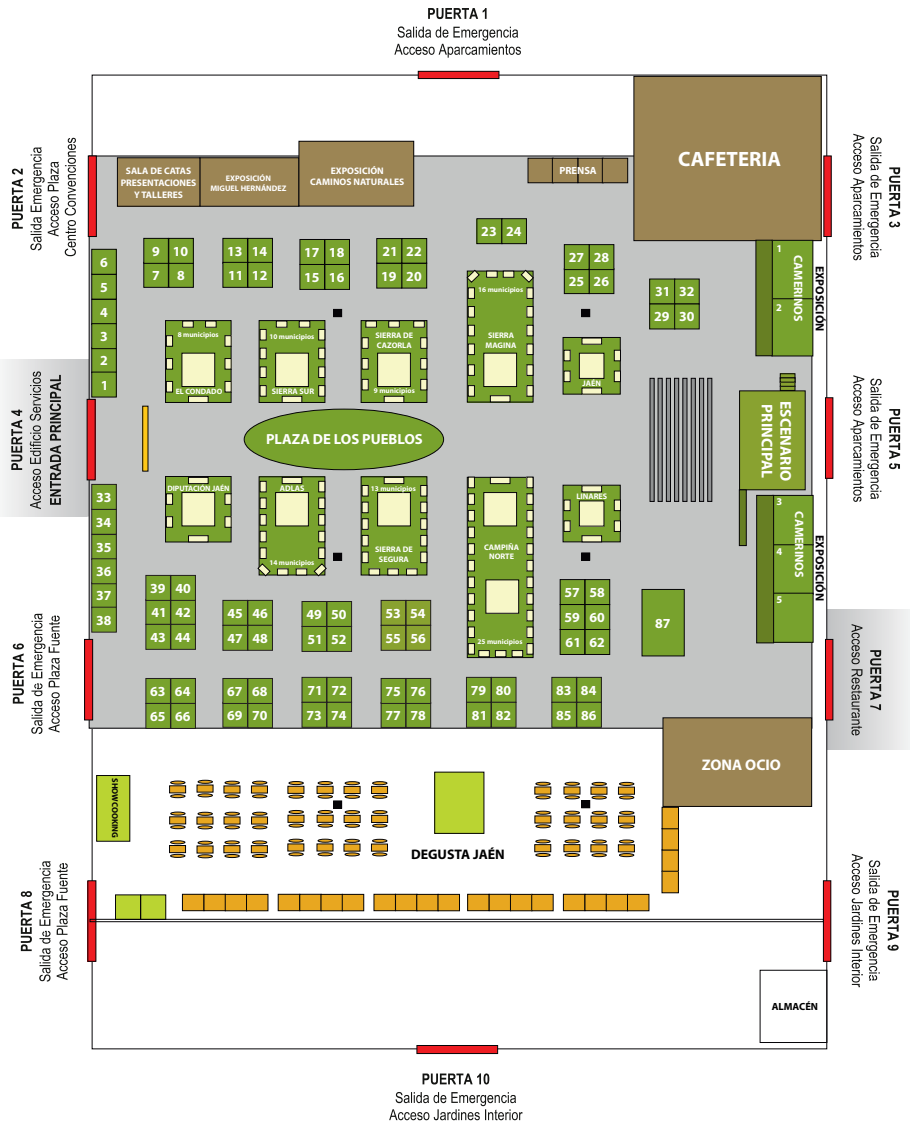 PUERTA 1
Salida de Emergencia
Acceso Aparcamientos
PUERTA 2
Salida Emergencia
Acceso Plaza
Centro Convenciones
SALA DE CATAS
PRESENTACIONES
Y TALLERES
EXPOSICIÓN
MIGUEL HERNÁNDEZ
EXPOSICIÓN
CAMINOS NATURALES
PRENSA
CAFETERIA
PUERTA 3
Salida de Emergencia
Acceso Aparcamientos
23 24
9 10
7 8
13 14
11 12
17 18
15 16
21 22
19 20
27 28
25 26
31 32
29 30
6
5
4
3
2
1
1
2
CAMERINOS
EXPOSICIÓN
8 municipios
EL CONDADO
10 municipios
SIERRA SUR
SIERRA DE
CAZORLA
9 municipios
16 municipios
SIERRA
MAGINA
JAÉN
PUERTA 4
Acceso Edificio Servicios
ENTRADA PRINCIPAL
PLAZA DE LOS PUEBLOS
ESCENARIO
PRINCIPAL
PUERTA 5
Salida de Emergencia
Acceso Aparcamientos
DIPUTACIÓN JAÉN
ADLAS
14 municipios
13 municipios
SIERRA DE
SEGURA
CAMPIÑA
NORTE
25 municipios
LINARES
3
4
5
CAMERINOS
EXPOSICIÓN
33
34
35
36
37
38
39 40
41 42
43 44
45 46
47 48
49 50
51 52
53 54
55 56
57 58
59 60
61 62
87
PUERTA 6
Salida de Emergencia
Acceso Plaza Fuente
PUERTA 7
Acceso Restaurante
63 64
65 66
67 68
69 70
71 72
73 74
75 76
77 78
79 80
81 82
83 84
85 86
ZONA OCIO
SHOWCOOKING
DEGUSTA JAÉN
PUERTA 8
Salida de Emergencia
Acceso Plaza Fuente
PUERTA 9
Salida de Emergencia
Acceso Jardines Interior
ALMACÉN
PUERTA 10
Salida de Emergencia
Acceso Jardines Interior